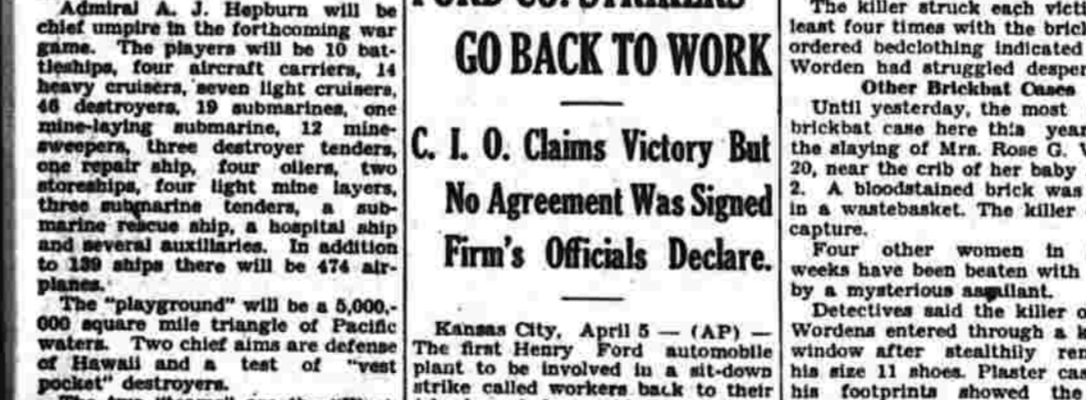 Admiral A. J. Hepburn will be
chief umpire in the forthcoming war
game. The players will be 10 bat-
tleships, four aircraft carriers, 14
heavy cruisers, seven light cruisers,
46 destroyers, 19 submarines, one
mine-laying submarine, 12 mine-
sweepers, three destroyer tenders,
one repair ship, four oilers, two
storeships, four light mine layers,
three submarine tenders, a sub-
marine rescue ship, a hospital ship
and several auxiliaries. In addition
to 139 ships there will be 474 air-
planes.
The "playground" will be a 5,000,-
000 square mile triangle of Pacific
waters. Two chief aims are defense
of Hawaii and a test of "vest
pocket" destroyers.
FORD CO. STRIKERS
GO BACK TO WORK
C. I. O. Claims Victory But
No Agreement Was Signed
Firm's Officials Declare.
Kansas City, April 5 — (AP) —
The first Henry Ford automobile
plant to be involved in a sit-down
strike called workers back to their
The killer struck each victi
least four times with the bric
ordered bedclothing indicated
Worden had struggled desper
Other Brickbat Cases
Until yesterday, the most
brickbat case here this year
the slaying of Mrs. Rose G. V
20, near the crib of her baby
2. A bloodstained brick was
in a wastebasket. The killer
capture.
Four other women in
weeks have been beaten with
by a mysterious assailant.
Detectives said the killer o
Wordens entered through a k
window after stealthily rem
his size 11 shoes. Plaster cas
his footprints showed the